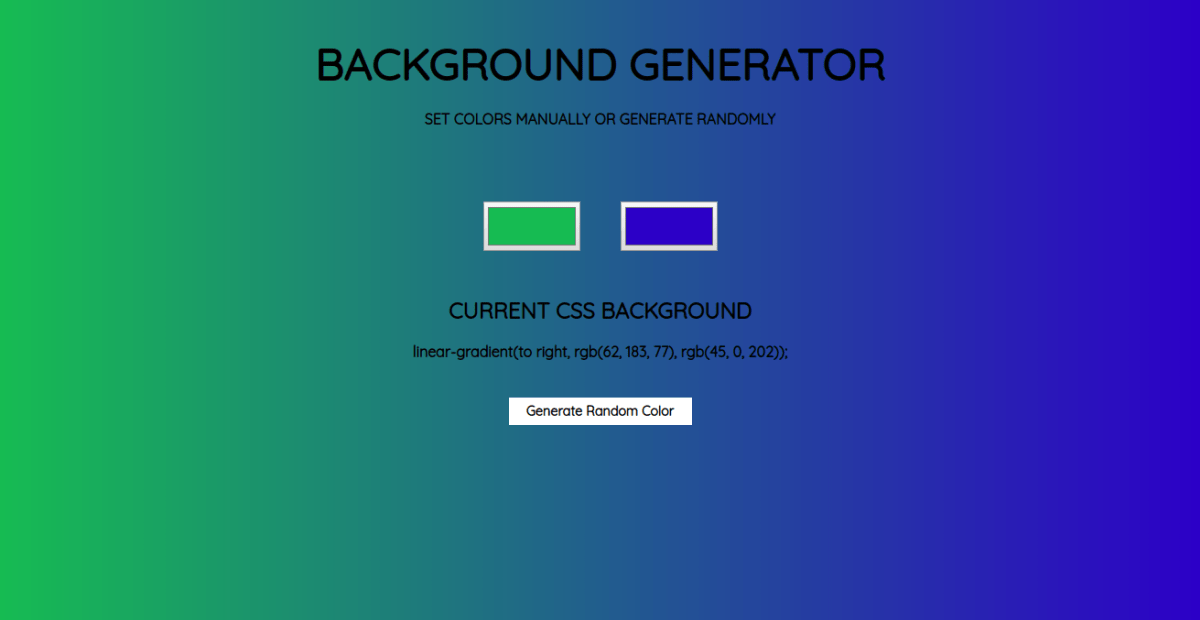 BACKGROUND GENERATOR
SET COLORS MANUALLY OR GENERATE RANDOMLY
CURRENT CSS BACKGROUND
linear-gradient(to right, rgb(62, 183, 77), rgb(45, 0, 202));
Generate Random Color